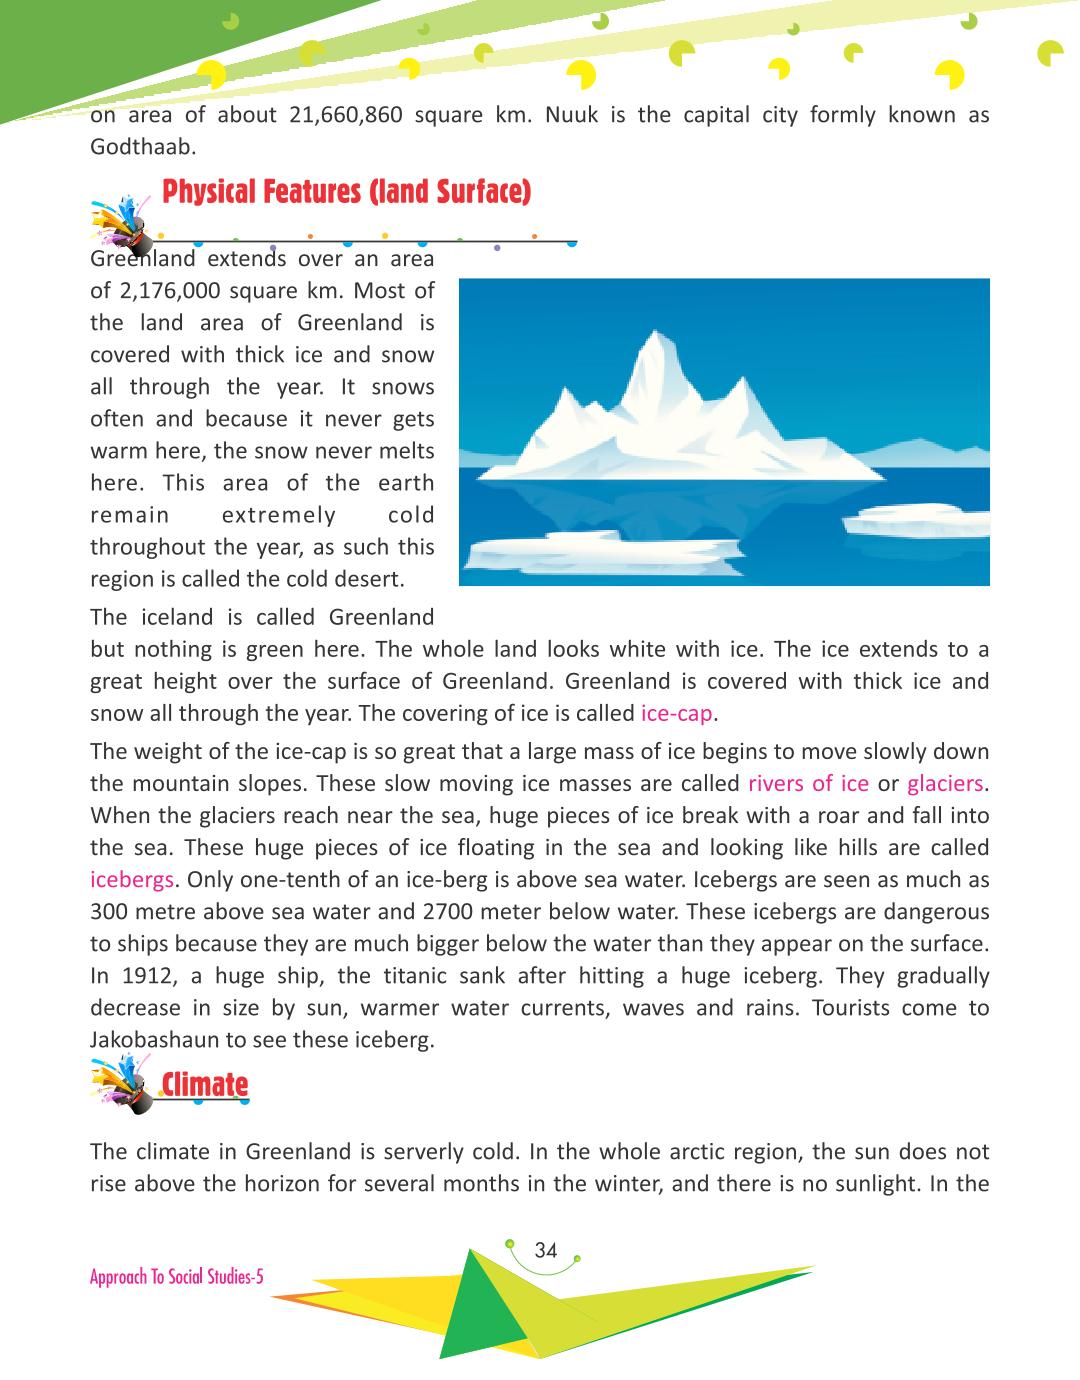 on area of about 21,660,860 square km. Nuuk is the capital city formly known as
Godthaab.
Physical Features (land Surface)
Greenland extends over an area
of 2,176,000 square km. Most of
the land area of Greenland is
covered with thick ice and snow
all through the year. It snows
often and because it never gets
warm here, the snow never melts
here. This area of the earth
remain extremely cold
throughout the year, as such this
region is called the cold desert.
The iceland is called Greenland
but nothing is green here. The whole land looks white with ice. The ice extends to a
great height over the surface of Greenland. Greenland is covered with thick ice and
snow all through the year. The covering of ice is called ice-cap.
The weight of the ice-cap is so great that a large mass of ice begins to move slowly down
the mountain slopes. These slow moving ice masses are called rivers of ice or glaciers.
When the glaciers reach near the sea, huge pieces of ice break with a roar and fall into
the sea. These huge pieces of ice floating in the sea and looking like hills are called
icebergs. Only one-tenth of an ice-berg is above sea water. Icebergs are seen as much as
300 metre above sea water and 2700 meter below water. These icebergs are dangerous
to ships because they are much bigger below the water than they appear on the surface.
In 1912, a huge ship, the titanic sank after hitting a huge iceberg. They gradually
decrease in size by sun, warmer water currents, waves and rains. Tourists come to
Jakobashaun to see these iceberg.
Climate
The climate in Greenland is serverly cold. In the whole arctic region, the sun does not
rise above the horizon for several months in the winter, and there is no sunlight. In the
34
Approach To Social Studies-5